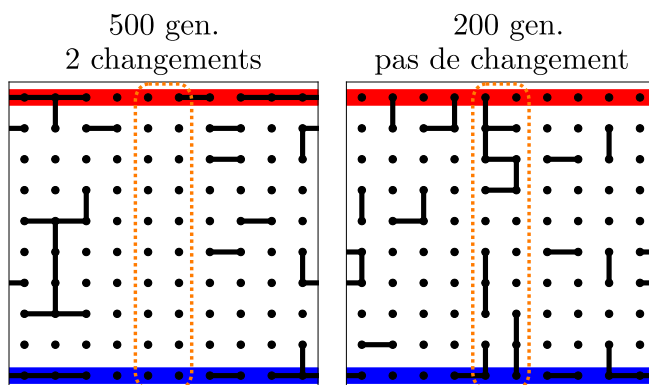 500 gen.
2 changements
200 gen.
pas de changement